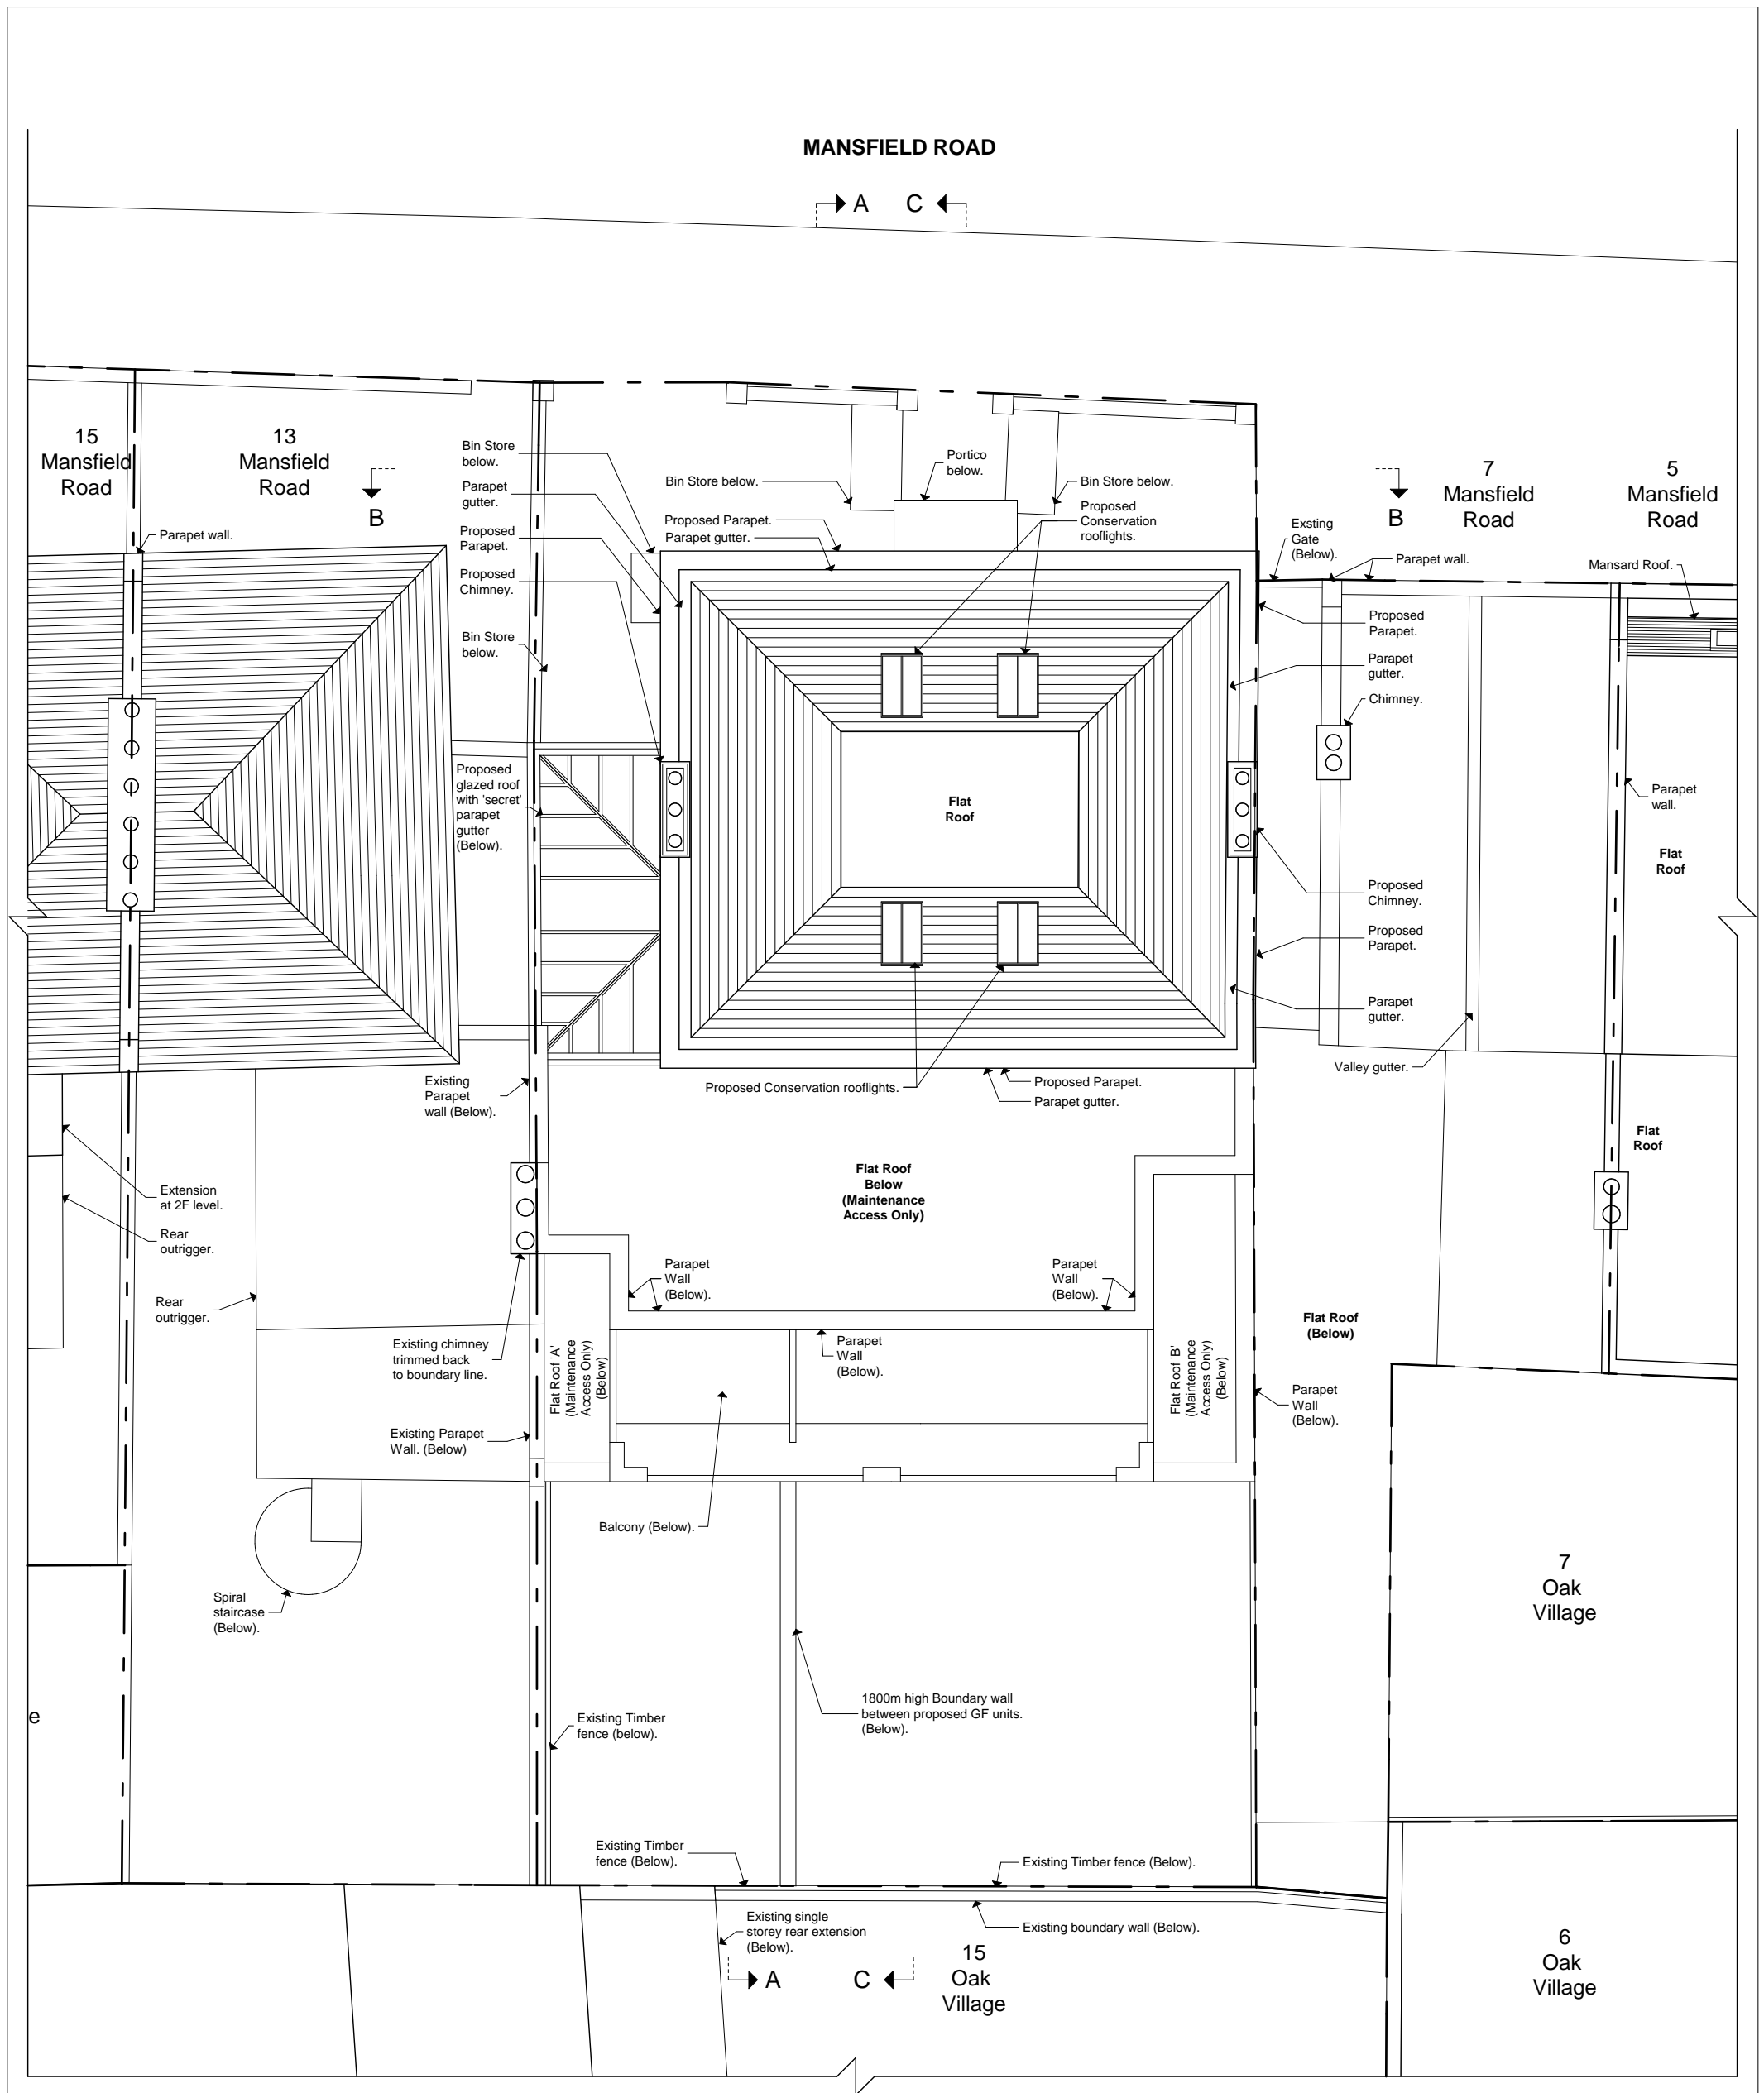 MANSFIELD ROAD
A C
15
Mansfield
Road
13
Mansfield
Road
B
Bin Store
below.
Parapet
gutter.
Proposed
Parapet.
Proposed
Chimney.
Bin Store
below.
Bin Store below.
Proposed Parapet.
Parapet gutter.
Portico
below.
Bin Store below.
Proposed
Conservation
rooflights.
B
7
Mansfield
Road
5
Mansfield
Road
Exsting
Gate
(Below).
Parapet wall.
Mansard Roof.
Parapet wall.
Proposed
Parapet.
Parapet
gutter.
Chimney.
Proposed
glazed roof
with 'secret'
parapet
gutter
(Below).
Flat
Roof
Parapet
wall.
Flat
Roof
Proposed
Chimney.
Proposed
Parapet.
Parapet
gutter.
Valley gutter.
Existing
Parapet
wall (Below).
Proposed Conservation rooflights.
Proposed Parapet.
Parapet gutter.
Flat
Roof
Flat Roof
Below
(Maintenance
Access Only)
Extension
at 2F level.
Rear
outrigger.
Rear
outrigger.
Parapet
Wall
(Below).
Parapet
Wall
(Below).
Flat Roof
(Below)
Existing chimney
trimmed back
to boundary line.
Flat Roof 'A'
(Maintenance
Access Only)
(Below)
Parapet
Wall
(Below).
Flat Roof 'B'
(Maintenance
Access Only)
(Below)
Parapet
Wall
(Below).
Existing Parapet
Wall. (Below)
Balcony (Below).
Spiral
staircase
(Below).
7
Oak
Village
e
Existing Timber
fence (below).
1800m high Boundary wall
between proposed GF units.
(Below).
Existing Timber
fence (Below).
Existing Timber fence (Below).
Existing single
storey rear extension
(Below).
Existing boundary wall (Below).
A C
15
Oak
Village
6
Oak
Village